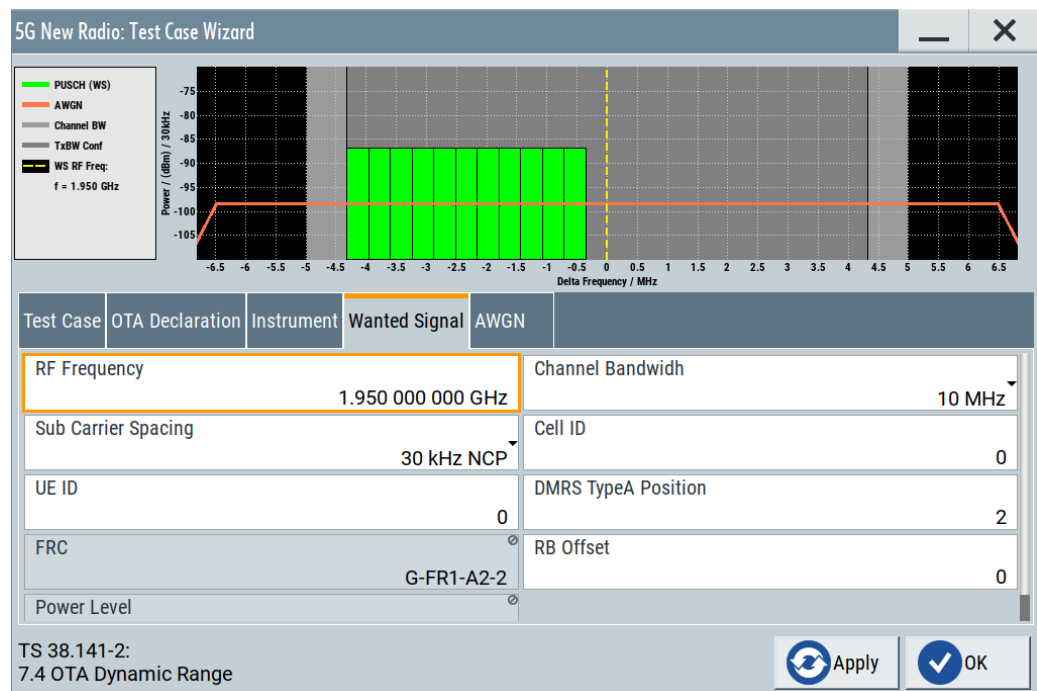 5G New Radio: Test Case Wizard
PUSCH (WS)
AWGN
Channel BW
TxBW Conf
WS RF Freq:
f = 1.950 GHz
Power / (dBm) / 30kHz
-75
-80
-85
-90
-95
-100
-105
-6.5 -6 -5.5 -5 -4.5 -4 -3.5 -3 -2.5 -2 -1.5 -1 -0.5 0 0.5 1 1.5 2 2.5 3 3.5 4 4.5 5 5.5 6 6.5
Delta Frequency / MHz
Test Case OTA Declaration Instrument Wanted Signal AWGN
RF Frequency
1.950 000 000 GHz
Channel Bandwidh
10 MHz
Sub Carrier Spacing
30 kHz NCP
Cell ID
0
UE ID
0
DMRS TypeA Position
2
FRC
G-FR1-A2-2
RB Offset
0
Power Level
TS 38.141-2:
7.4 OTA Dynamic Range
Apply
OK